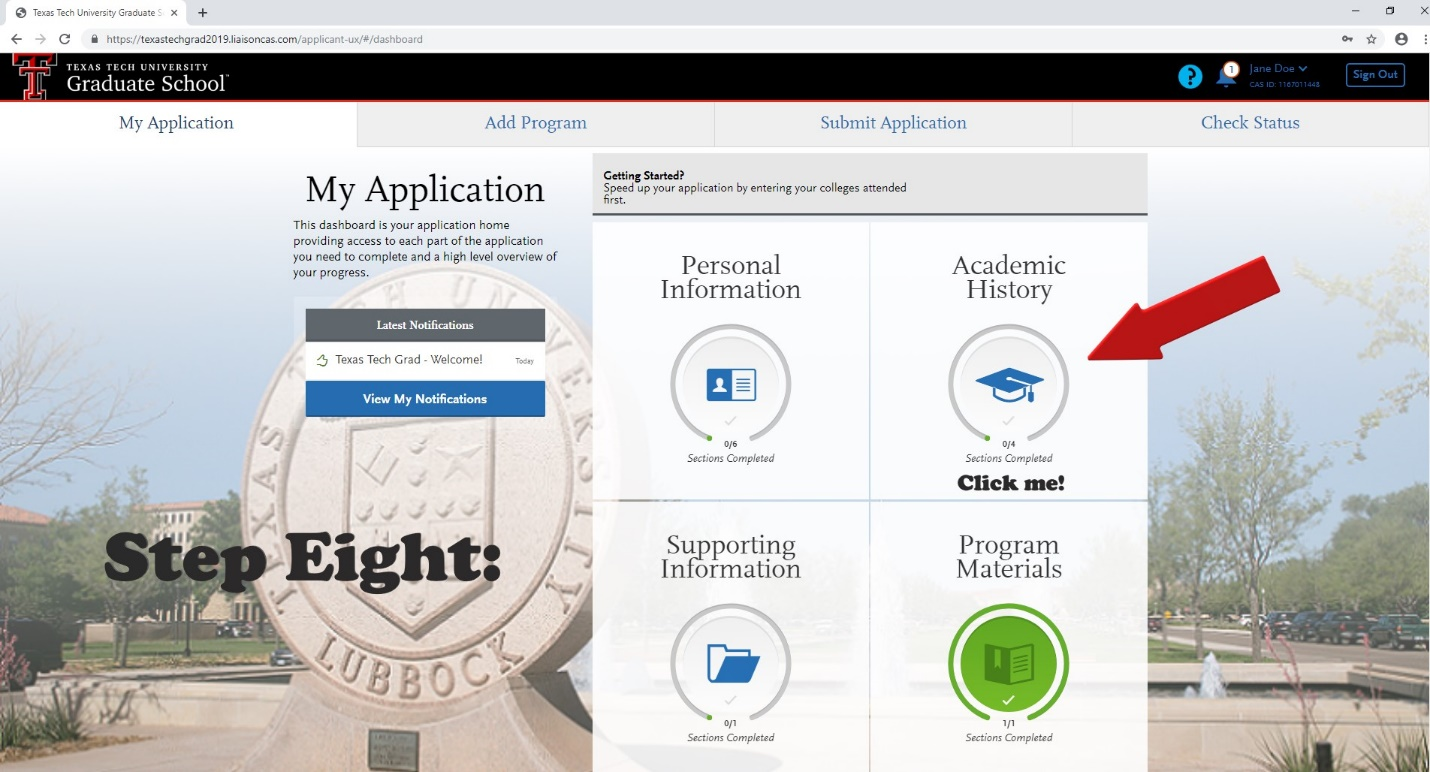 Texas Tech University Graduate S
https://texastechgrad2019.liaisoncas.com/applicant-ux/#/dashboard
TEXAS TECH UNIVERSITY
Graduate School™
?
1
Jane Doe
CAS ID: 1167011448
Sign Out
My Application
Add Program
Submit Application
Check Status
My Application
This dashboard is your application home
providing access to each part of the application
you need to complete and a high level overview of
your progress.
Latest Notifications
Texas Tech Grad - Welcome!
Today
View My Notifications
Getting Started?
Speed up your application by entering your colleges attended
first.
Personal
Information
0/6
Sections Completed
Academic
History
0/4
Sections Completed
Click me!
Supporting
Information
0/1
Sections Completed
Program
Materials
1/1
Sections Completed
Step Eight:
TEXAS TECH UNIVERSITY
LUBBOCK